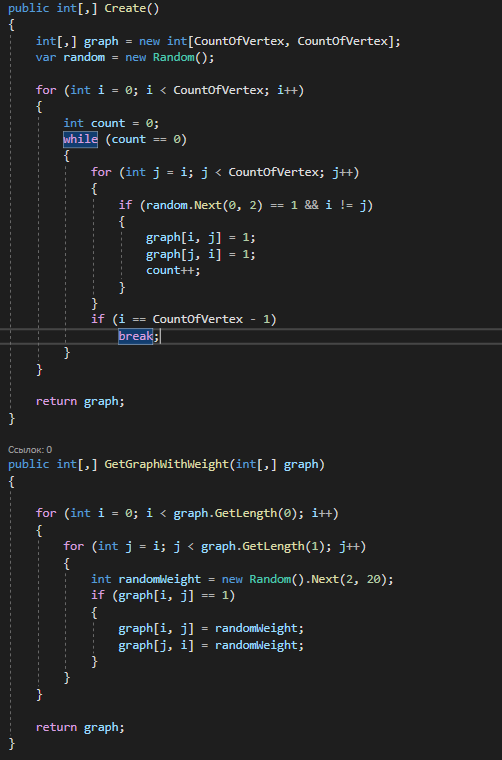 public int[,] Create()
{
    int[,] graph = new int[CountOfVertex, CountOfVertex];
    var random = new Random();

    for (int i = 0; i < CountOfVertex; i++)
    {
        int count = 0;
        while (count == 0)
        {
            for (int j = i; j < CountOfVertex; j++)
            {
                if (random.Next(0, 2) == 1 && i != j)
                {
                    graph[i, j] = 1;
                    graph[j, i] = 1;
                    count++;
                }
            }
            if (i == CountOfVertex - 1)
                break;
        }
    }

    return graph;
}

Ссылок: 0
public int[,] GetGraphWithWeight(int[,] graph)
{

    for (int i = 0; i < graph.GetLength(0); i++)
    {
        for (int j = i; j < graph.GetLength(1); j++)
        {
            int randomWeight = new Random().Next(2, 20);
            if (graph[i, j] == 1)
            {
                graph[i, j] = randomWeight;
                graph[j, i] = randomWeight;
            }
        }
    }

    return graph;
}